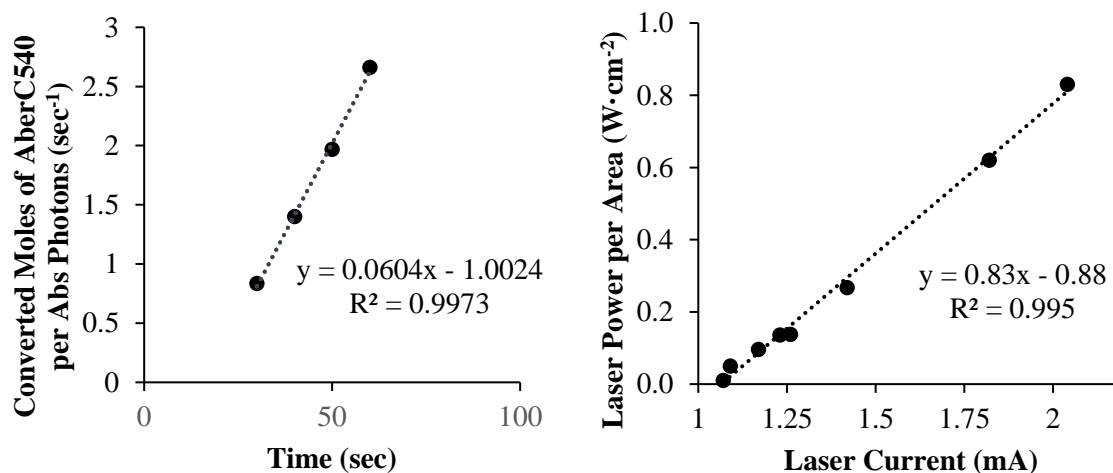 Converted Moles of AberC540
per Abs Photons (sec-1)
3
2.5
2
1.5
1
0.5
0
y = 0.0604x - 1.0024
R² = 0.9973
0
50
100
Time (sec)
Laser Power per Area (W·cm-2)
1.0
0.8
0.6
0.4
0.2
0.0
y = 0.83x - 0.88
R² = 0.995
1
1.25
1.5
1.75
2
Laser Current (mA)